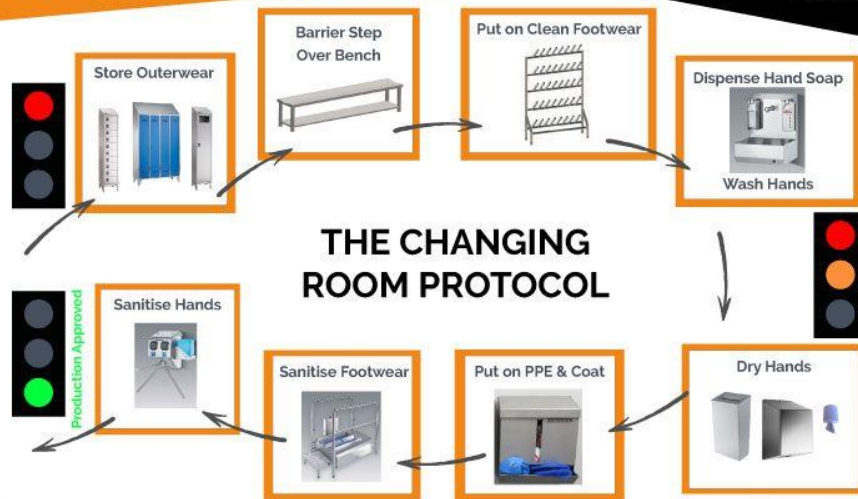 Store Outerwear
Barrier Step
Over Bench
Put on Clean Footwear
Dispense Hand Soap
Wash Hands
THE CHANGING
ROOM PROTOCOL
Dry Hands
Put on PPE & Coat
Sanitise Footwear
Sanitise Hands
Production Approved